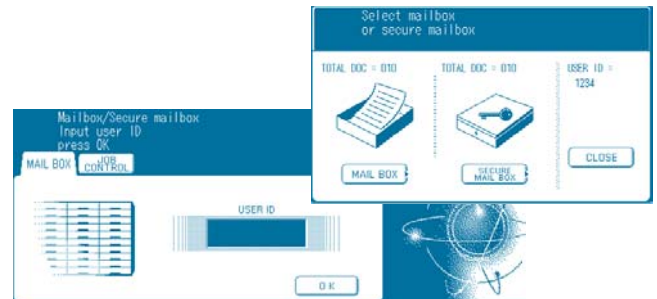 Select mailbox
or secure mailbox
TOTAL DOC = 010
TOTAL DOC = 010
USER ID =
1234
MAIL BOX
SECURE
MAIL BOX
CLOSE
Mailbox/Secure mailbox
Input user ID
press OK
MAIL BOX
JOB
CONTROL
USER ID
OK